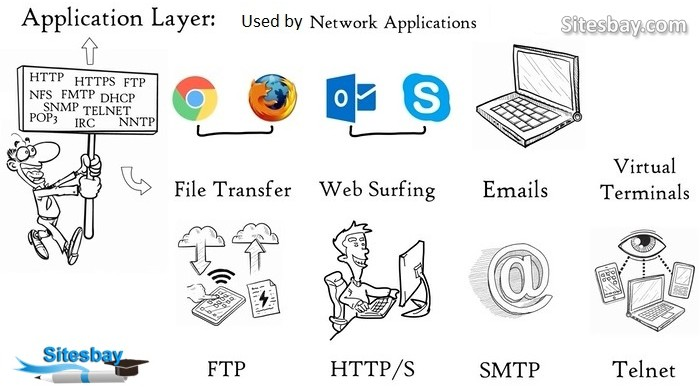 Application Layer: Used by Network Applications
Sitesbay.com
HTTP HTTPS FTP
NFS FMTP DHCP
SNMP TELNET
POP3 IRC NNTP
File Transfer
Web Surfing
Emails
Virtual
Terminals
FTP
HTTP/S
SMTP
Telnet
Sitesbay